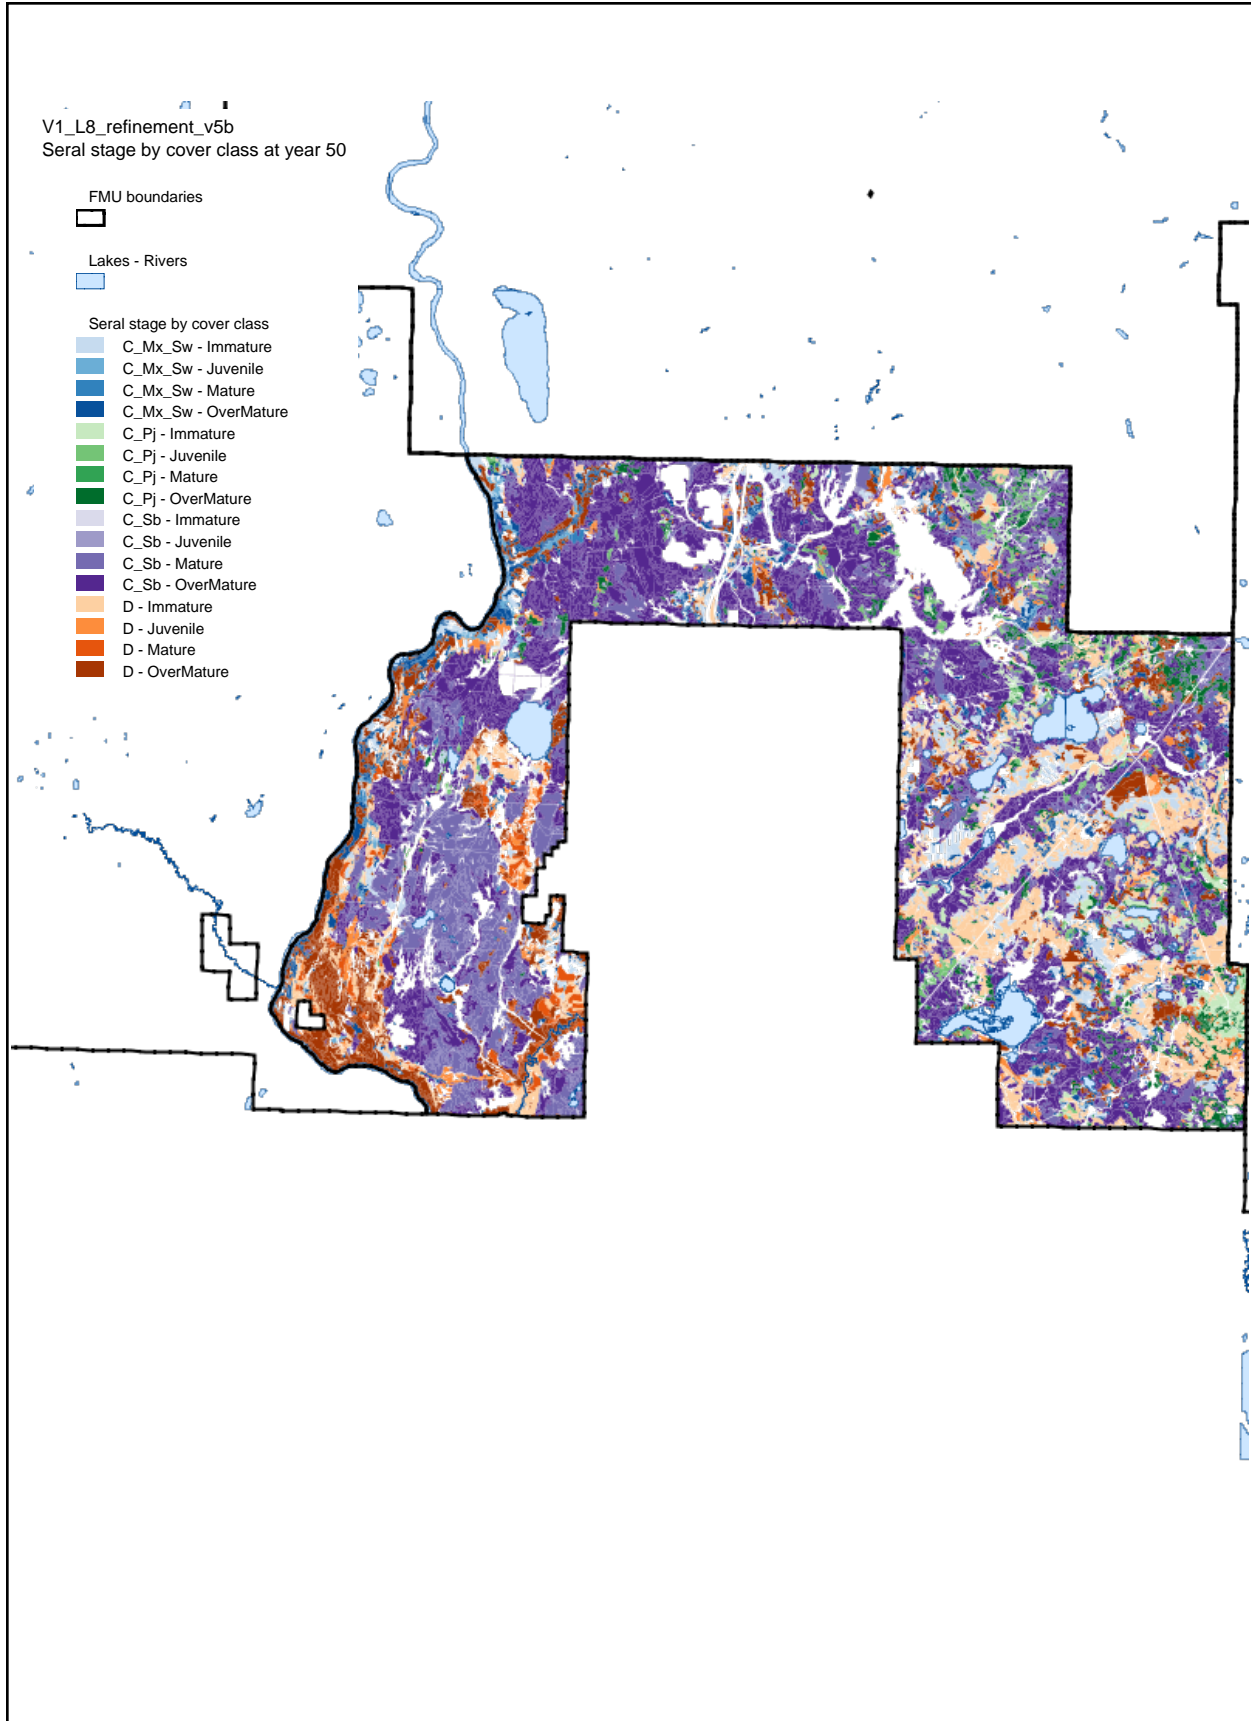 V1_L8_refinement_v5b
Seral stage by cover class at year 50
FMU boundaries
Lakes - Rivers
Seral stage by cover class
C_Mx_Sw - Immature
C_Mx_Sw - Juvenile
C_Mx_Sw - Mature
C_Mx_Sw - OverMature
C_Pj - Immature
C_Pj - Juvenile
C_Pj - Mature
C_Pj - OverMature
C_Sb - Immature
C_Sb - Juvenile
C_Sb - Mature
C_Sb - OverMature
D - Immature
D - Juvenile
D - Mature
D - OverMature